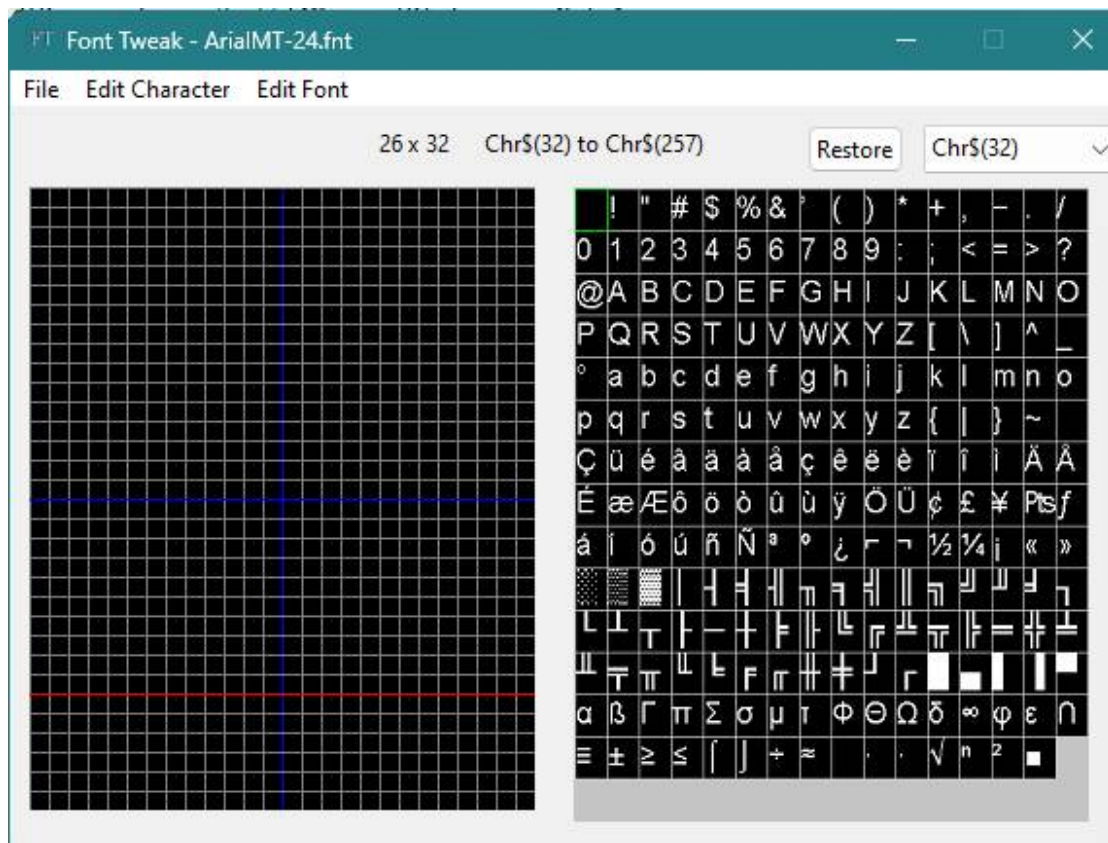 FT Font Tweak - ArialMT-24.fnt
File Edit Character Edit Font
26 x 32 Chr$(32) to Chr$(257) Restore Chr$(32)
! " # $ % & ' ( ) * + , − . /
0 1 2 3 4 5 6 7 8 9 : ; < = > ?
@ A B C D E F G H I J K L M N O
P Q R S T U V W X Y Z [ \ ] ^ _
° a b c d e f g h i j k l m n o
p q r s t u v w x y z { | } ~
Ç ü é â ä à å ç ê ë è ï î ì Ä Å
É æ Æ ô ö ò û ù ÿ Ö Ü ¢ £ ¥ ₧ ƒ
á í ó ú ñ Ñ ª º ¿ ⌐ ¬ ½ ¼ ¡ « »
░ ▒ ▓ │ ┤ ╡ ╢ ╖ ╕ ╣ ║ ╗ ╝ ╜ ╛ ┐
└ ┴ ┬ ├ ─ ┼ ╞ ╟ ╚ ╔ ╩ ╦ ╠ ═ ╬ ╧
╨ ╤ ╥ ╙ ╘ ╒ ╓ ╫ ╪ ┘ ┌ █ ▄ ▌ ▐ ▀
α ß Γ π Σ σ µ τ Φ Θ Ω δ ∞ φ ε ∩
≡ ± ≥ ≤ ⌠ ⌡ ÷ ≈ · · √ ⁿ ² ■